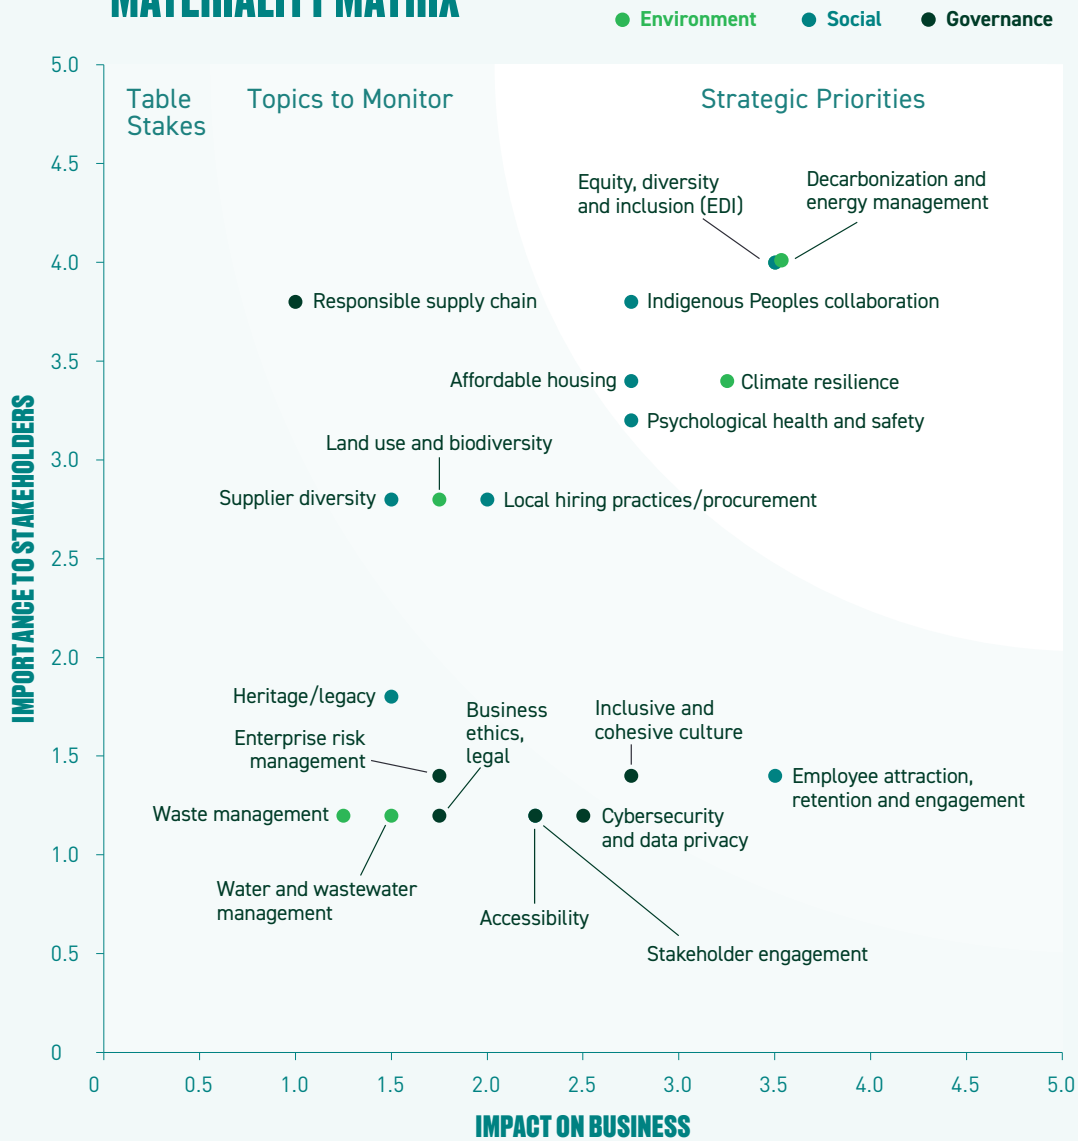 MATERIALITY MATRIX
Environment
Social
Governance
5.0
4.5
4.0
3.5
3.0
2.5
2.0
1.5
1.0
0.5
0
IMPORTANCE TO STAKEHOLDERS
Table
Stakes
Topics to Monitor
Strategic Priorities
Equity, diversity
and inclusion (EDI)
Decarbonization and
energy management
Responsible supply chain
Indigenous Peoples collaboration
Affordable housing
Climate resilience
Psychological health and safety
Land use and biodiversity
Supplier diversity
Local hiring practices/procurement
Heritage/legacy
Enterprise risk
management
Business
ethics,
legal
Inclusive and
cohesive culture
Employee attraction,
retention and engagement
Waste management
Cybersecurity
and data privacy
Water and wastewater
management
Accessibility
Stakeholder engagement
0
0.5
1.0
1.5
2.0
2.5
3.0
3.5
4.0
4.5
5.0
IMPACT ON BUSINESS